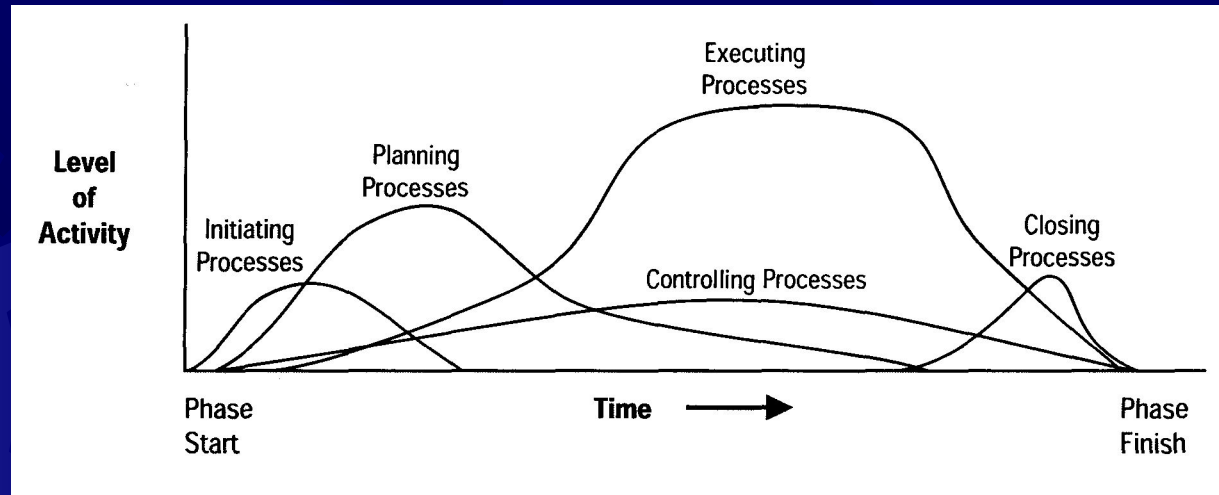 Executing
Processes
Planning
Processes
Level
of
Activity
Initiating
Processes
Closing
Processes
Controlling Processes
Phase
Start
Time
Phase
Finish